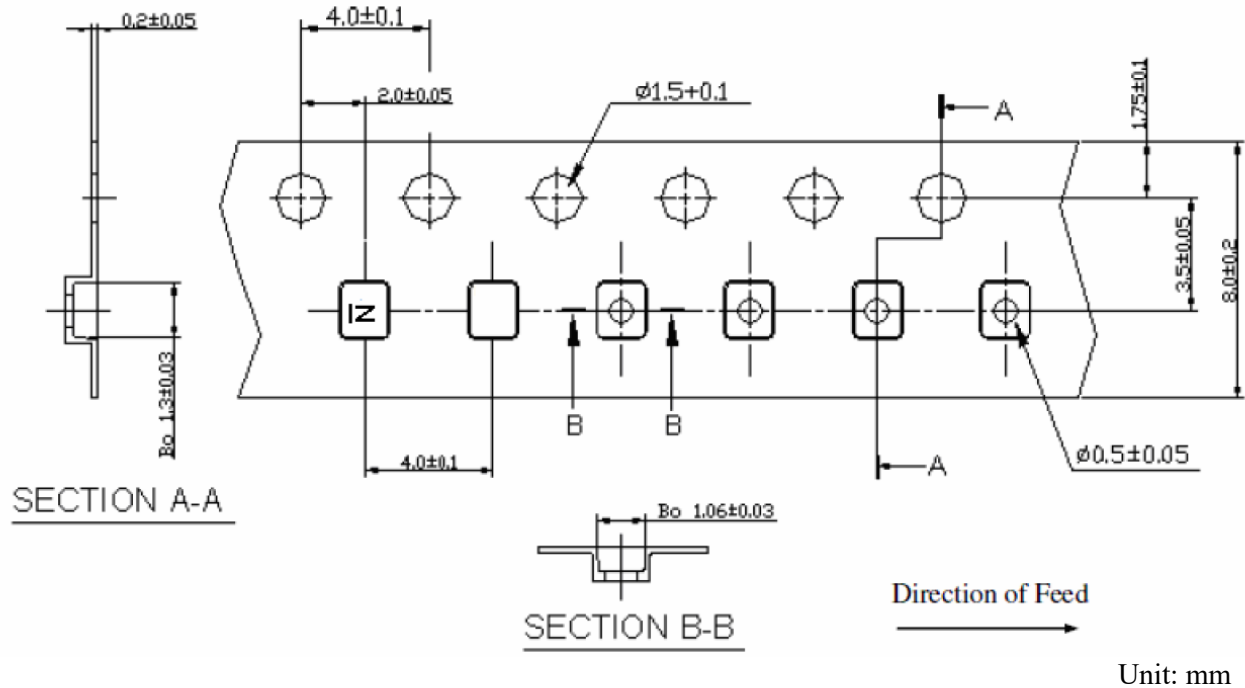 0.2±0.05
4.0±0.1
2.0±0.05
ø1.5+0.1
A
1.75±0.1
3.5±0.05
8.0±0.2
Bo 1.3±0.03
B
B
4.0±0.1
A
ø0.5±0.05
SECTION A-A
Bo 1.06±0.03
SECTION B-B
Direction of Feed
Unit: mm